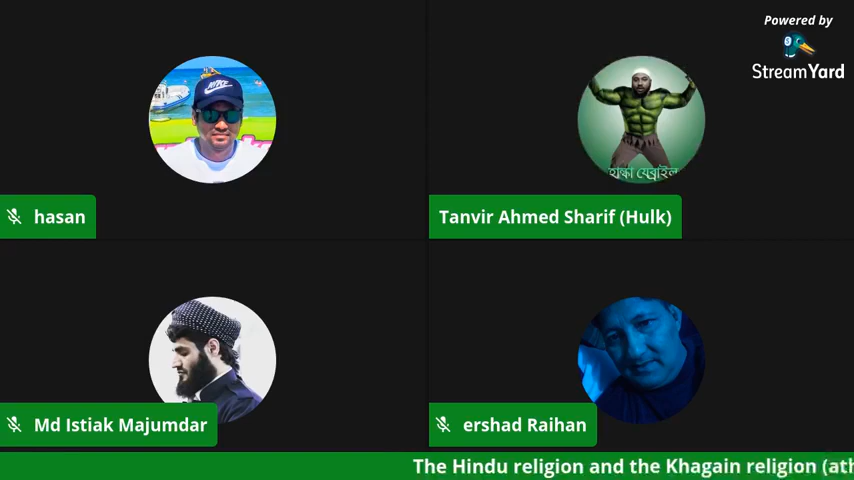 Powered by
StreamYard
hasan
Tanvir Ahmed Sharif (Hulk)
Md Istiak Majumdar
ershad Raihan
The Hindu religion and the Khagain religion (ath